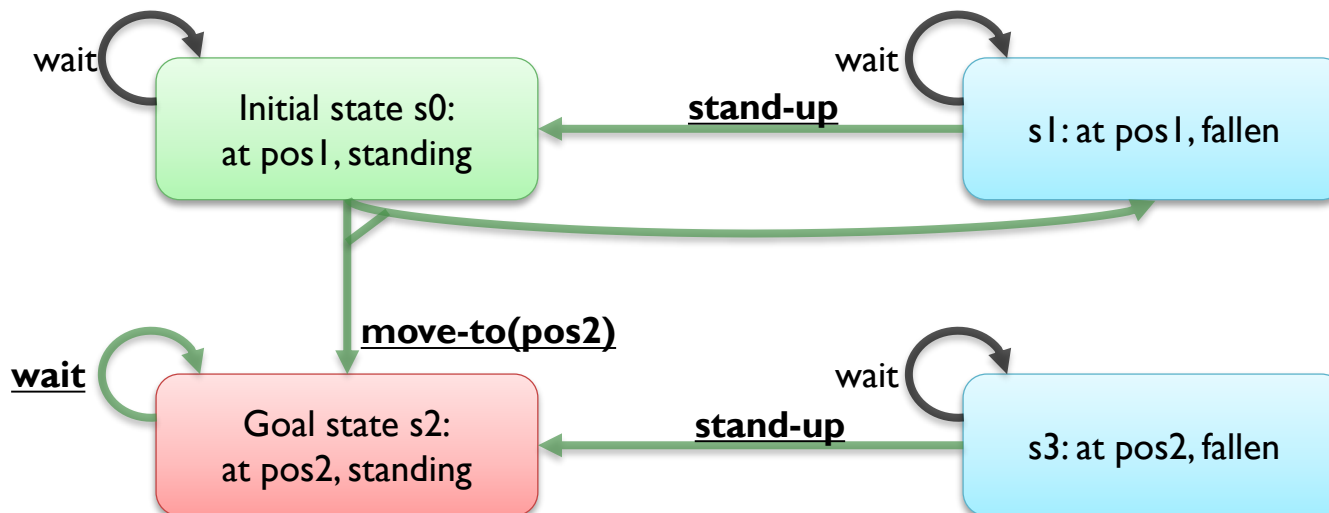 wait
Initial state s0:
at pos1, standing
stand-up
wait
s1: at pos1, fallen
move-to(pos2)
wait
Goal state s2:
at pos2, standing
stand-up
wait
s3: at pos2, fallen